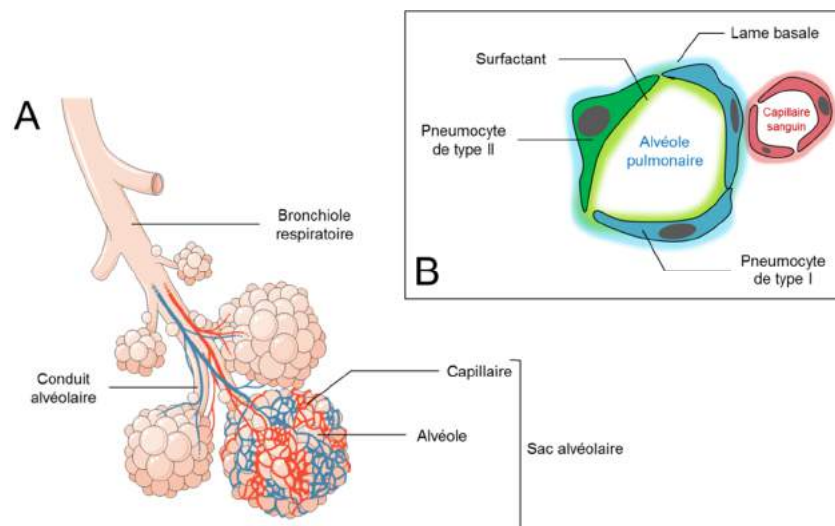 A
Bronchiole
respiratoire
Conduit
alvéolaire
Capillaire
Alvéole
Sac alvéolaire
B
Lame basale
Surfactant
Pneumocyte
de type II
Alvéole
pulmonaire
Capillaire
sanguin
Pneumocyte
de type I